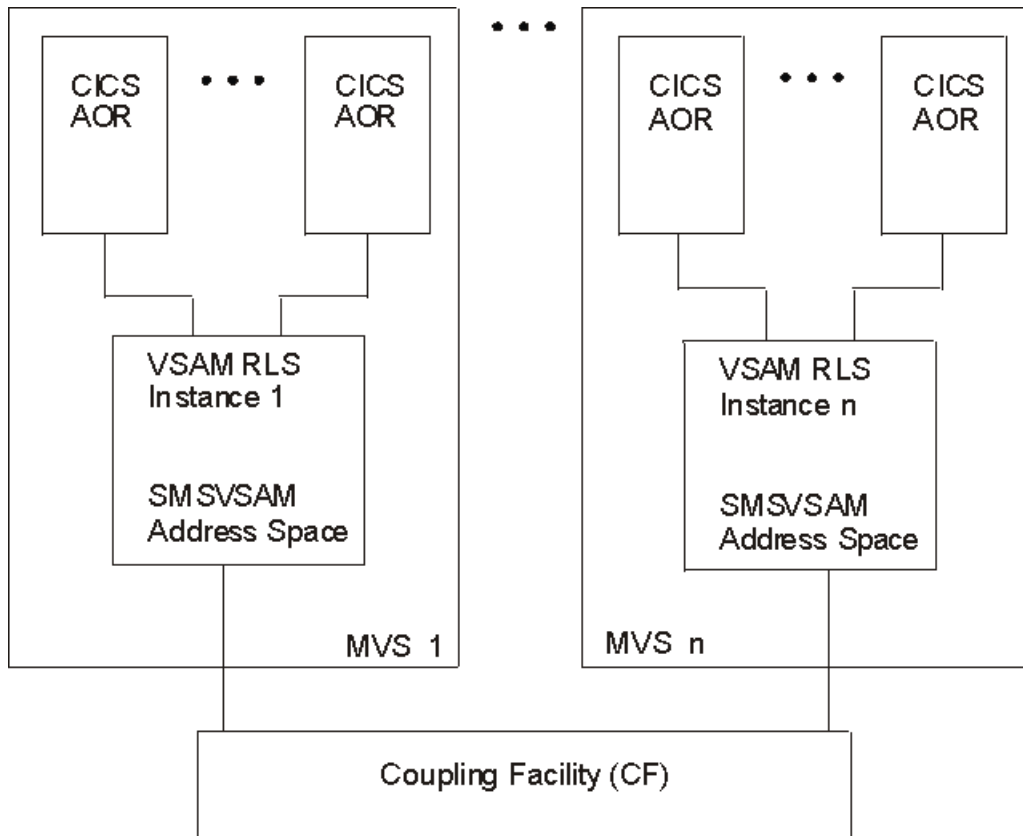 CICS
AOR
CICS
AOR
VSAM RLS
Instance 1
SMSVSAM
Address Space
MVS 1
CICS
AOR
CICS
AOR
VSAM RLS
Instance n
SMSVSAM
Address Space
MVS n
Coupling Facility (CF)